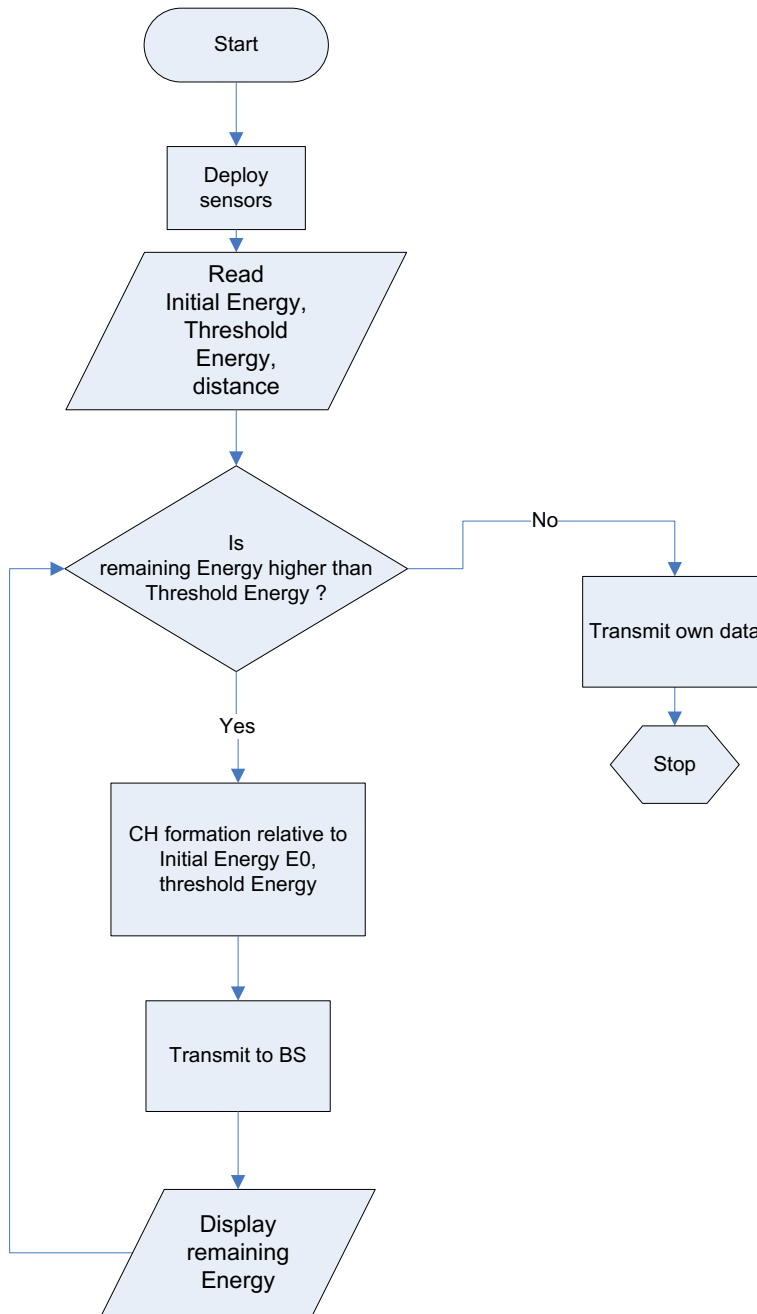 Start
Deploy
sensors
Read
Initial Energy,
Threshold
Energy,
distance
Is
remaining Energy higher than
Threshold Energy ?
No
Transmit own data
Stop
Yes
CH formation relative to
Initial Energy E0,
threshold Energy
Transmit to BS
Display
remaining
Energy